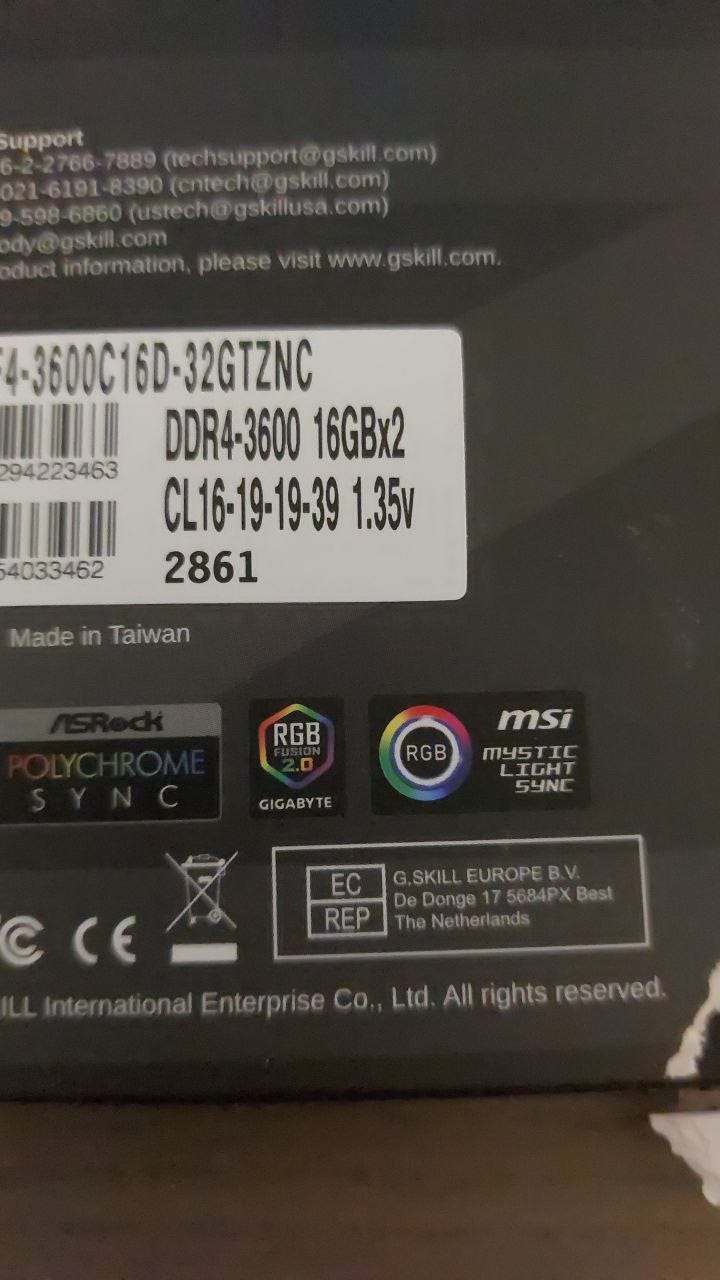 Support
6-2-2766-7889 (techsupport@gskill.com)
021-6191-8390 (cntech@gskill.com)
9-598-6860 (ustech@gskillusa.com)
ody@gskill.com
oduct information, please visit www.gskill.com.
F4-3600C16D-32GTZNC
DDR4-3600 16GBx2
294223463
CL16-19-19-39 1.35v
54033462
2861
Made in Taiwan
ASRock
POLYCHROME
SYNC
RGB
FUSION
2.0
GIGABYTE
RGB
msi
MYSTIC
LIGHT
SYNC
CE
EC
REP
G.SKILL EUROPE B.V.
De Donge 17 5684PX Best
The Netherlands
ILL International Enterprise Co., Ltd. All rights reserved.